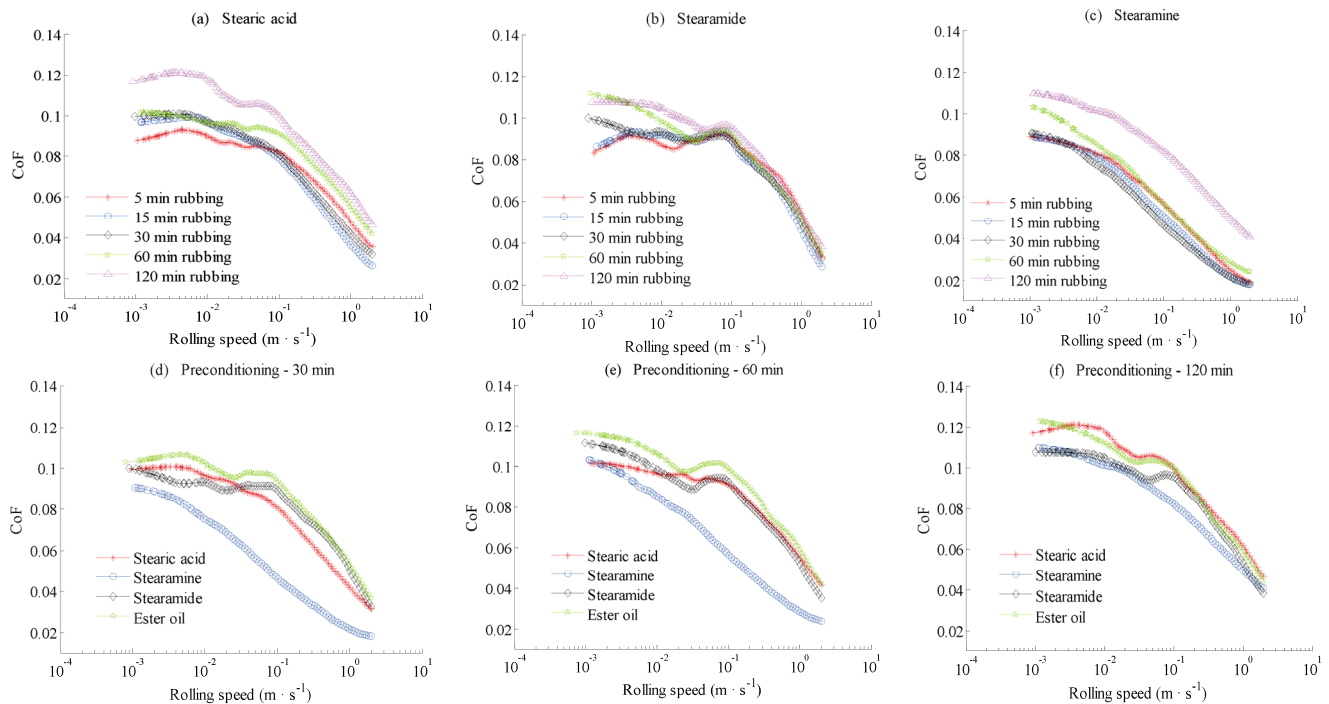 (a) Stearic acid
0.14
0.12
0.1
0.08
0.06
0.04
0.02
CoF
5 min rubbing
15 min rubbing
30 min rubbing
60 min rubbing
120 min rubbing
10-4 10-3 10-2 10-1 100 101
Rolling speed (m · s-1)
(b) Stearamide
0.14
0.12
0.1
0.08
0.06
0.04
0.02
CoF
5 min rubbing
15 min rubbing
30 min rubbing
60 min rubbing
120 min rubbing
10-4 10-3 10-2 10-1 100 101
Rolling speed (m · s-1)
(c) Stearamine
0.14
0.12
0.1
0.08
0.06
0.04
0.02
CoF
5 min rubbing
15 min rubbing
30 min rubbing
60 min rubbing
120 min rubbing
10-4 10-3 10-2 10-1 100 101
Rolling speed (m · s-1)
(d) Preconditioning - 30 min
0.14
0.12
0.1
0.08
0.06
0.04
0.02
CoF
Stearic acid
Stearamine
Stearamide
Ester oil
10-4 10-3 10-2 10-1 100 101
Rolling speed (m · s-1)
(e) Preconditioning - 60 min
0.14
0.12
0.1
0.08
0.06
0.04
0.02
CoF
Stearic acid
Stearamine
Stearamide
Ester oil
10-4 10-3 10-2 10-1 100 101
Rolling speed (m · s-1)
(f) Preconditioning - 120 min
0.14
0.12
0.1
0.08
0.06
0.04
0.02
CoF
Stearic acid
Stearamine
Stearamide
Ester oil
10-4 10-3 10-2 10-1 100 101
Rolling speed (m · s-1)